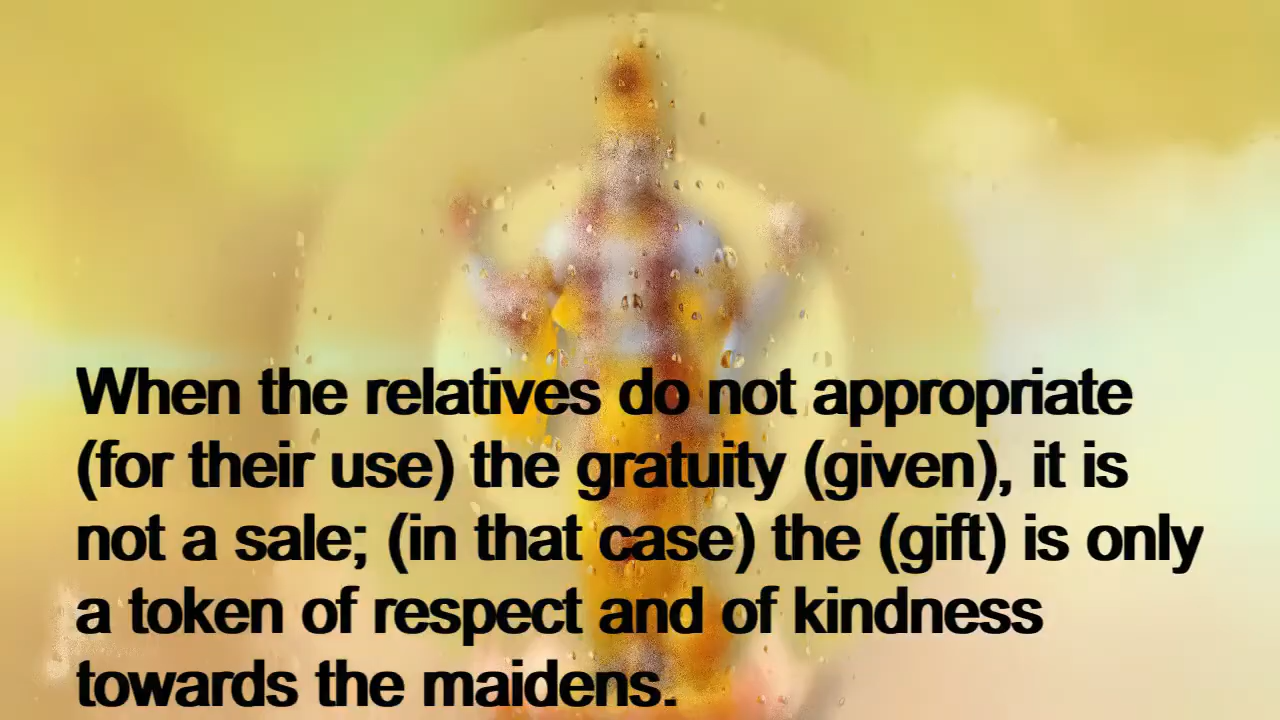 When the relatives do not appropriate
(for their use) the gratuity (given), it is
not a sale; (in that case) the (gift) is only
a token of respect and of kindness
towards the maidens.